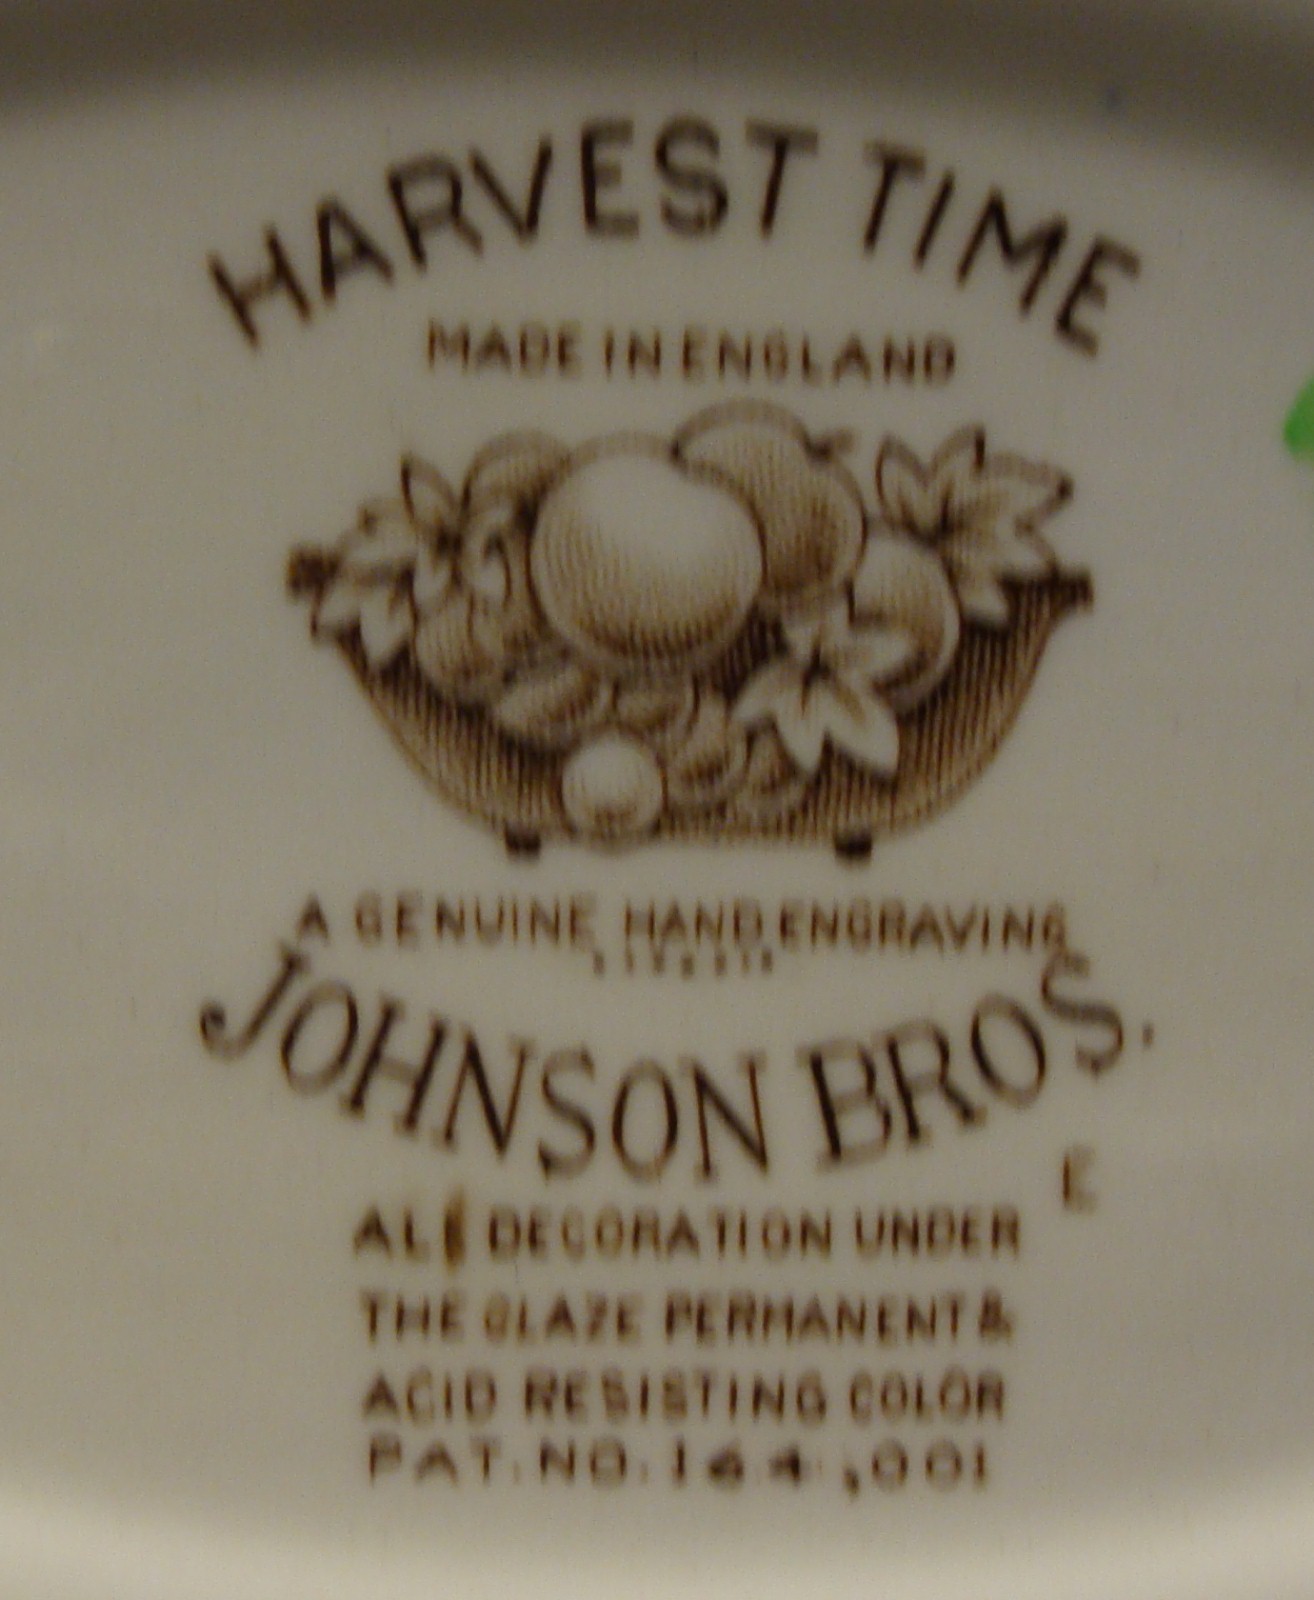 HARVEST TIME
MADE IN ENGLAND
A GENUINE HAND ENGRAVING
JOHNSON BROS.
E
ALL DECORATION UNDER
THE GLAZE PERMANENT &
ACID RESISTING COLOR
PAT. NO. 164,001